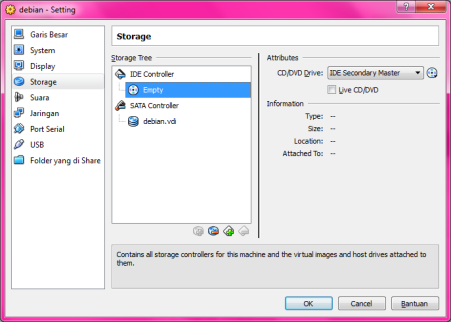 debian - Setting
Garis Besar
System
Display
Storage
Suara
Jaringan
Port Serial
USB
Folder yang di Share
Storage
Storage Tree
IDE Controller
Empty
SATA Controller
debian.vdi
Attributes
CD/DVD Drive: IDE Secondary Master
Live CD/DVD
Information
Type: --
Size: --
Location: --
Attached To: --
Contains all storage controllers for this machine and the virtual images and host drives attached to
them.
OK Cancel Bantuan